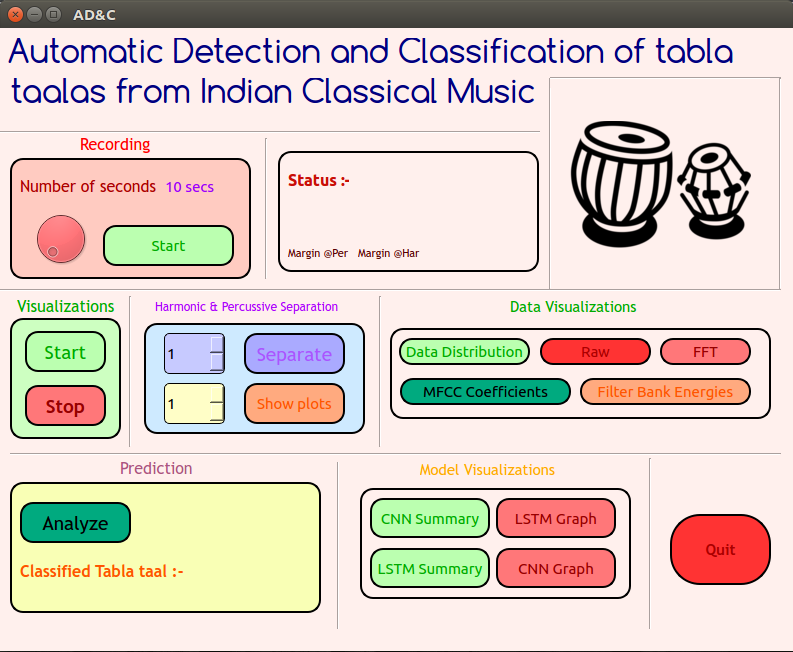 AD&C
Automatic Detection and Classification of tabla
taalas from Indian Classical Music
Recording
Number of seconds 10 secs
Start
Status :-
Margin @Per Margin @Har
Visualizations
Start
Stop
Harmonic & Percussive Separation
1 Separate
1 Show plots
Data Visualizations
Data Distribution Raw FFT
MFCC Coefficients Filter Bank Energies
Prediction
Analyze
Classified Tabla taal :-
Model Visualizations
CNN Summary LSTM Graph
LSTM Summary CNN Graph
Quit